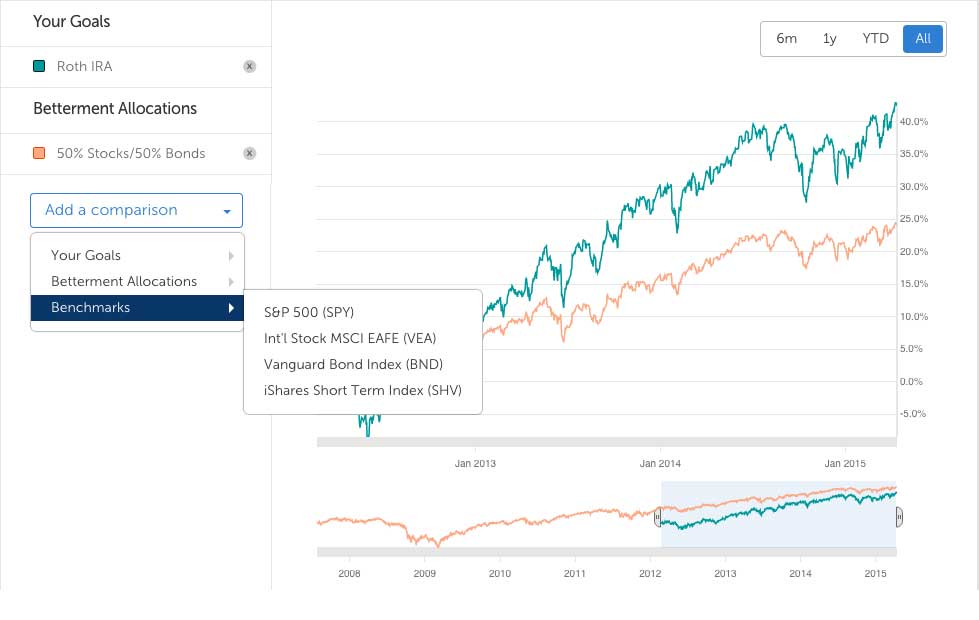 Your Goals
Roth IRA
x
Betterment Allocations
50% Stocks/50% Bonds
x
Add a comparison
Your Goals
Betterment Allocations
Benchmarks
S&P 500 (SPY)
Int'l Stock MSCI EAFE (VEA)
Vanguard Bond Index (BND)
iShares Short Term Index (SHV)
6m 1y YTD All
40.0%
35.0%
30.0%
25.0%
20.0%
15.0%
10.0%
5.0%
0.0%
-5.0%
Jan 2013 Jan 2014 Jan 2015
2008 2009 2010 2011 2012 2013 2014 2015